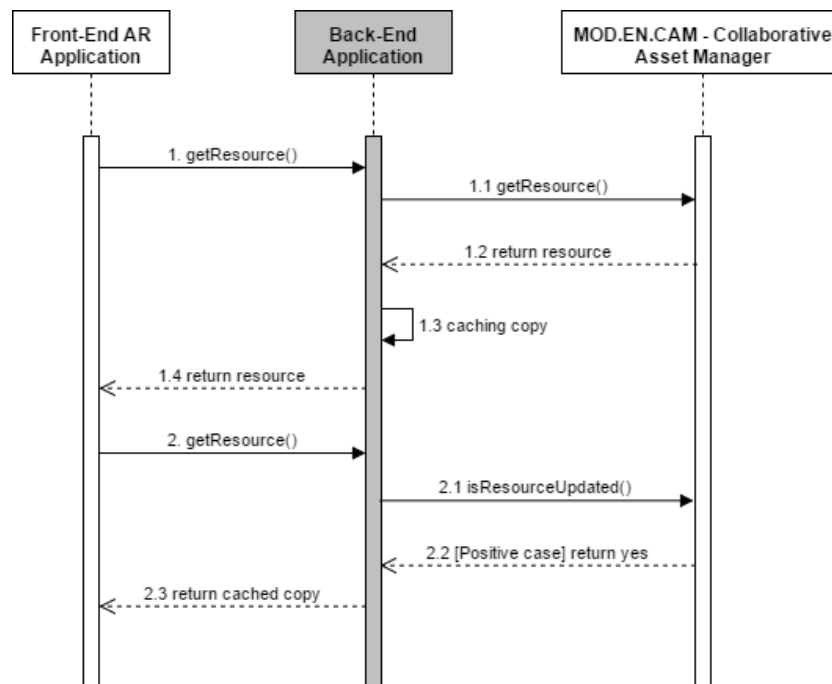 Front-End AR
Application
Back-End
Application
MOD.EN.CAM - Collaborative
Asset Manager
1. getResource()
1.1 getResource()
1.2 return resource
1.3 caching copy
1.4 return resource
2. getResource()
2.1 isResourceUpdated()
2.2 [Positive case] return yes
2.3 return cached copy